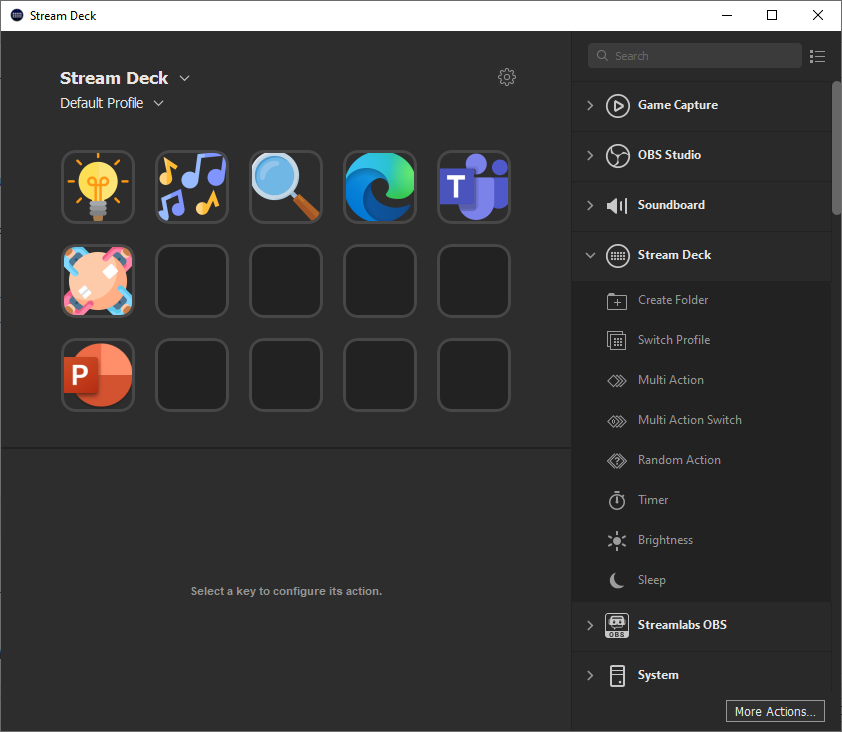 Stream Deck
Stream Deck
Default Profile
T
P
Select a key to configure its action.
Search
Game Capture
OBS Studio
Soundboard
Stream Deck
Create Folder
Switch Profile
Multi Action
Multi Action Switch
?
Random Action
Timer
Brightness
Sleep
OBS
Streamlabs OBS
System
More Actions...